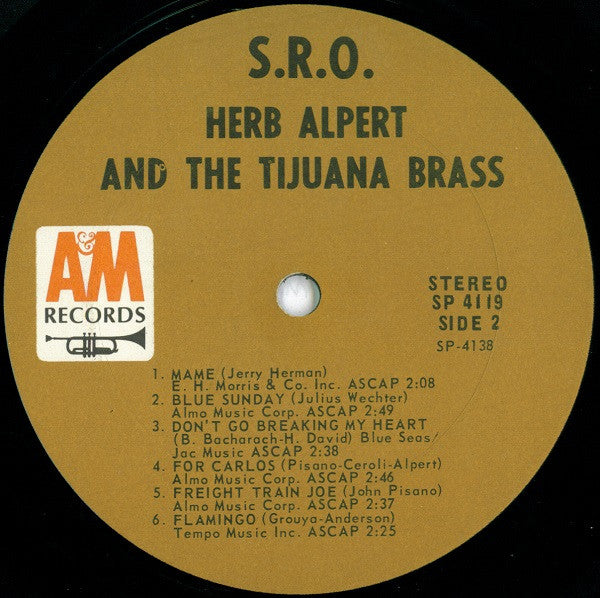 S.R.O.
HERB ALPERT
AND THE TIJUANA BRASS
A&M
RECORDS
STEREO
SP 4119
SIDE 2
SP-4138
1. MAME (Jerry Herman)
E. H. Morris & Co. Inc. ASCAP 2:08
2. BLUE SUNDAY (Julius Wechter)
Almo Music Corp. ASCAP 2:49
3. DON'T GO BREAKING MY HEART
(B. Bacharach-H. David) Blue Seas/
Jac Music ASCAP 2:38
4. FOR CARLOS (Pisano-Ceroli-Alpert)
Almo Music Corp. ASCAP 2:46
5. FREIGHT TRAIN JOE (John Pisano)
Almo Music Corp. ASCAP 2:37
6. FLAMINGO (Grouya-Anderson)
Tempo Music Inc. ASCAP 2:25